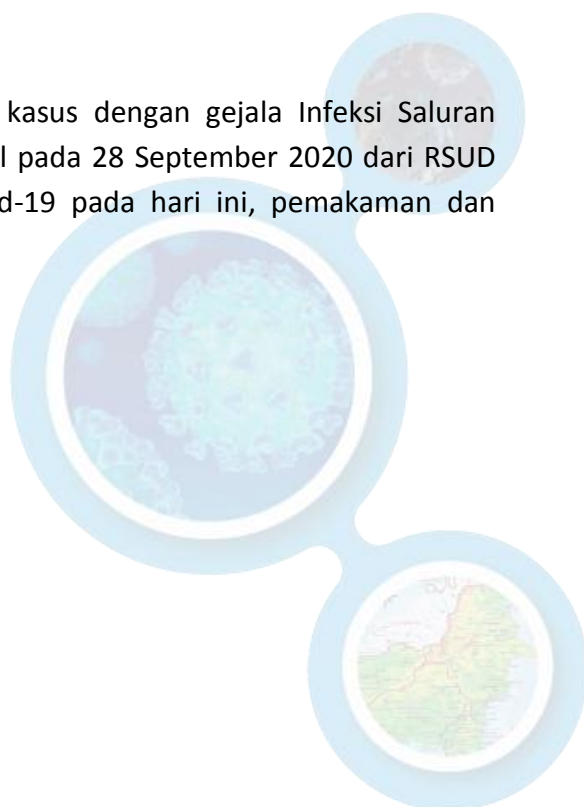 kasus dengan gejala Infeksi Saluran
l pada 28 September 2020 dari RSUD
d-19 pada hari ini, pemakaman dan